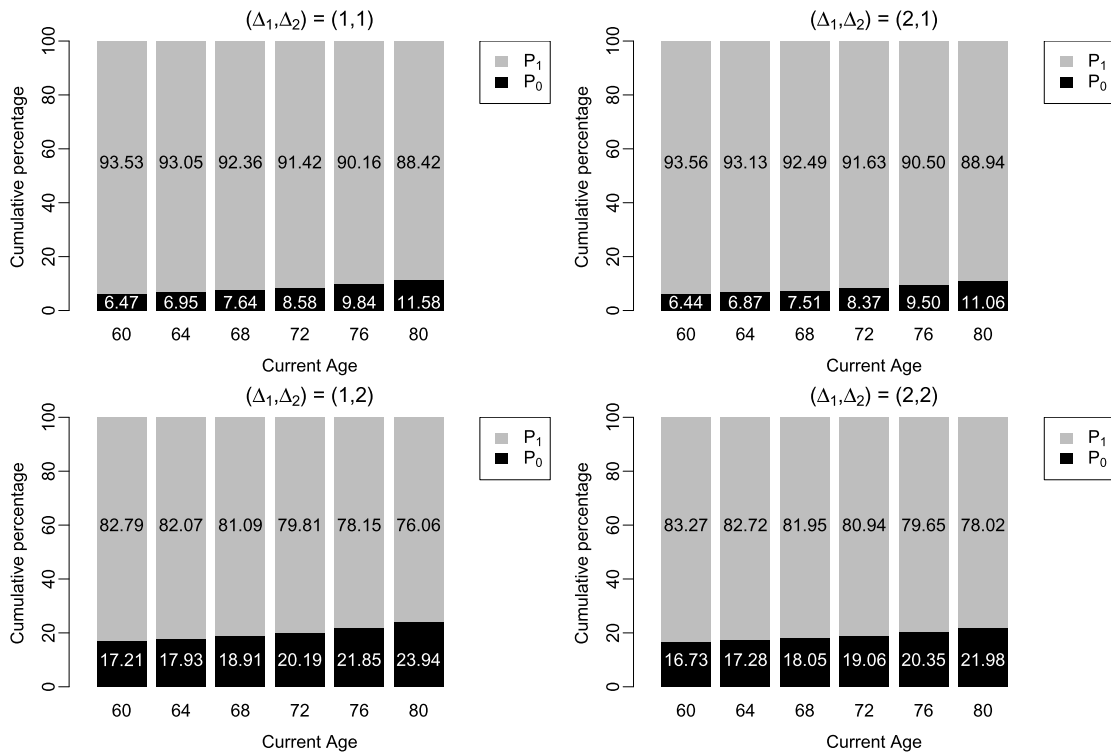 (Δ₁,Δ₂) = (1,1)
Cumulative percentage
100
80
60
40
20
0
93.53 93.05 92.36 91.42 90.16 88.42
6.47 6.95 7.64 8.58 9.84 11.58
60 64 68 72 76 80
Current Age
P₁
P₀
(Δ₁,Δ₂) = (2,1)
Cumulative percentage
100
80
60
40
20
0
93.56 93.13 92.49 91.63 90.50 88.94
6.44 6.87 7.51 8.37 9.50 11.06
60 64 68 72 76 80
Current Age
P₁
P₀
(Δ₁,Δ₂) = (1,2)
Cumulative percentage
100
80
60
40
20
0
82.79 82.07 81.09 79.81 78.15 76.06
17.21 17.93 18.91 20.19 21.85 23.94
60 64 68 72 76 80
Current Age
P₁
P₀
(Δ₁,Δ₂) = (2,2)
Cumulative percentage
100
80
60
40
20
0
83.27 82.72 81.95 80.94 79.65 78.02
16.73 17.28 18.05 19.06 20.35 21.98
60 64 68 72 76 80
Current Age
P₁
P₀